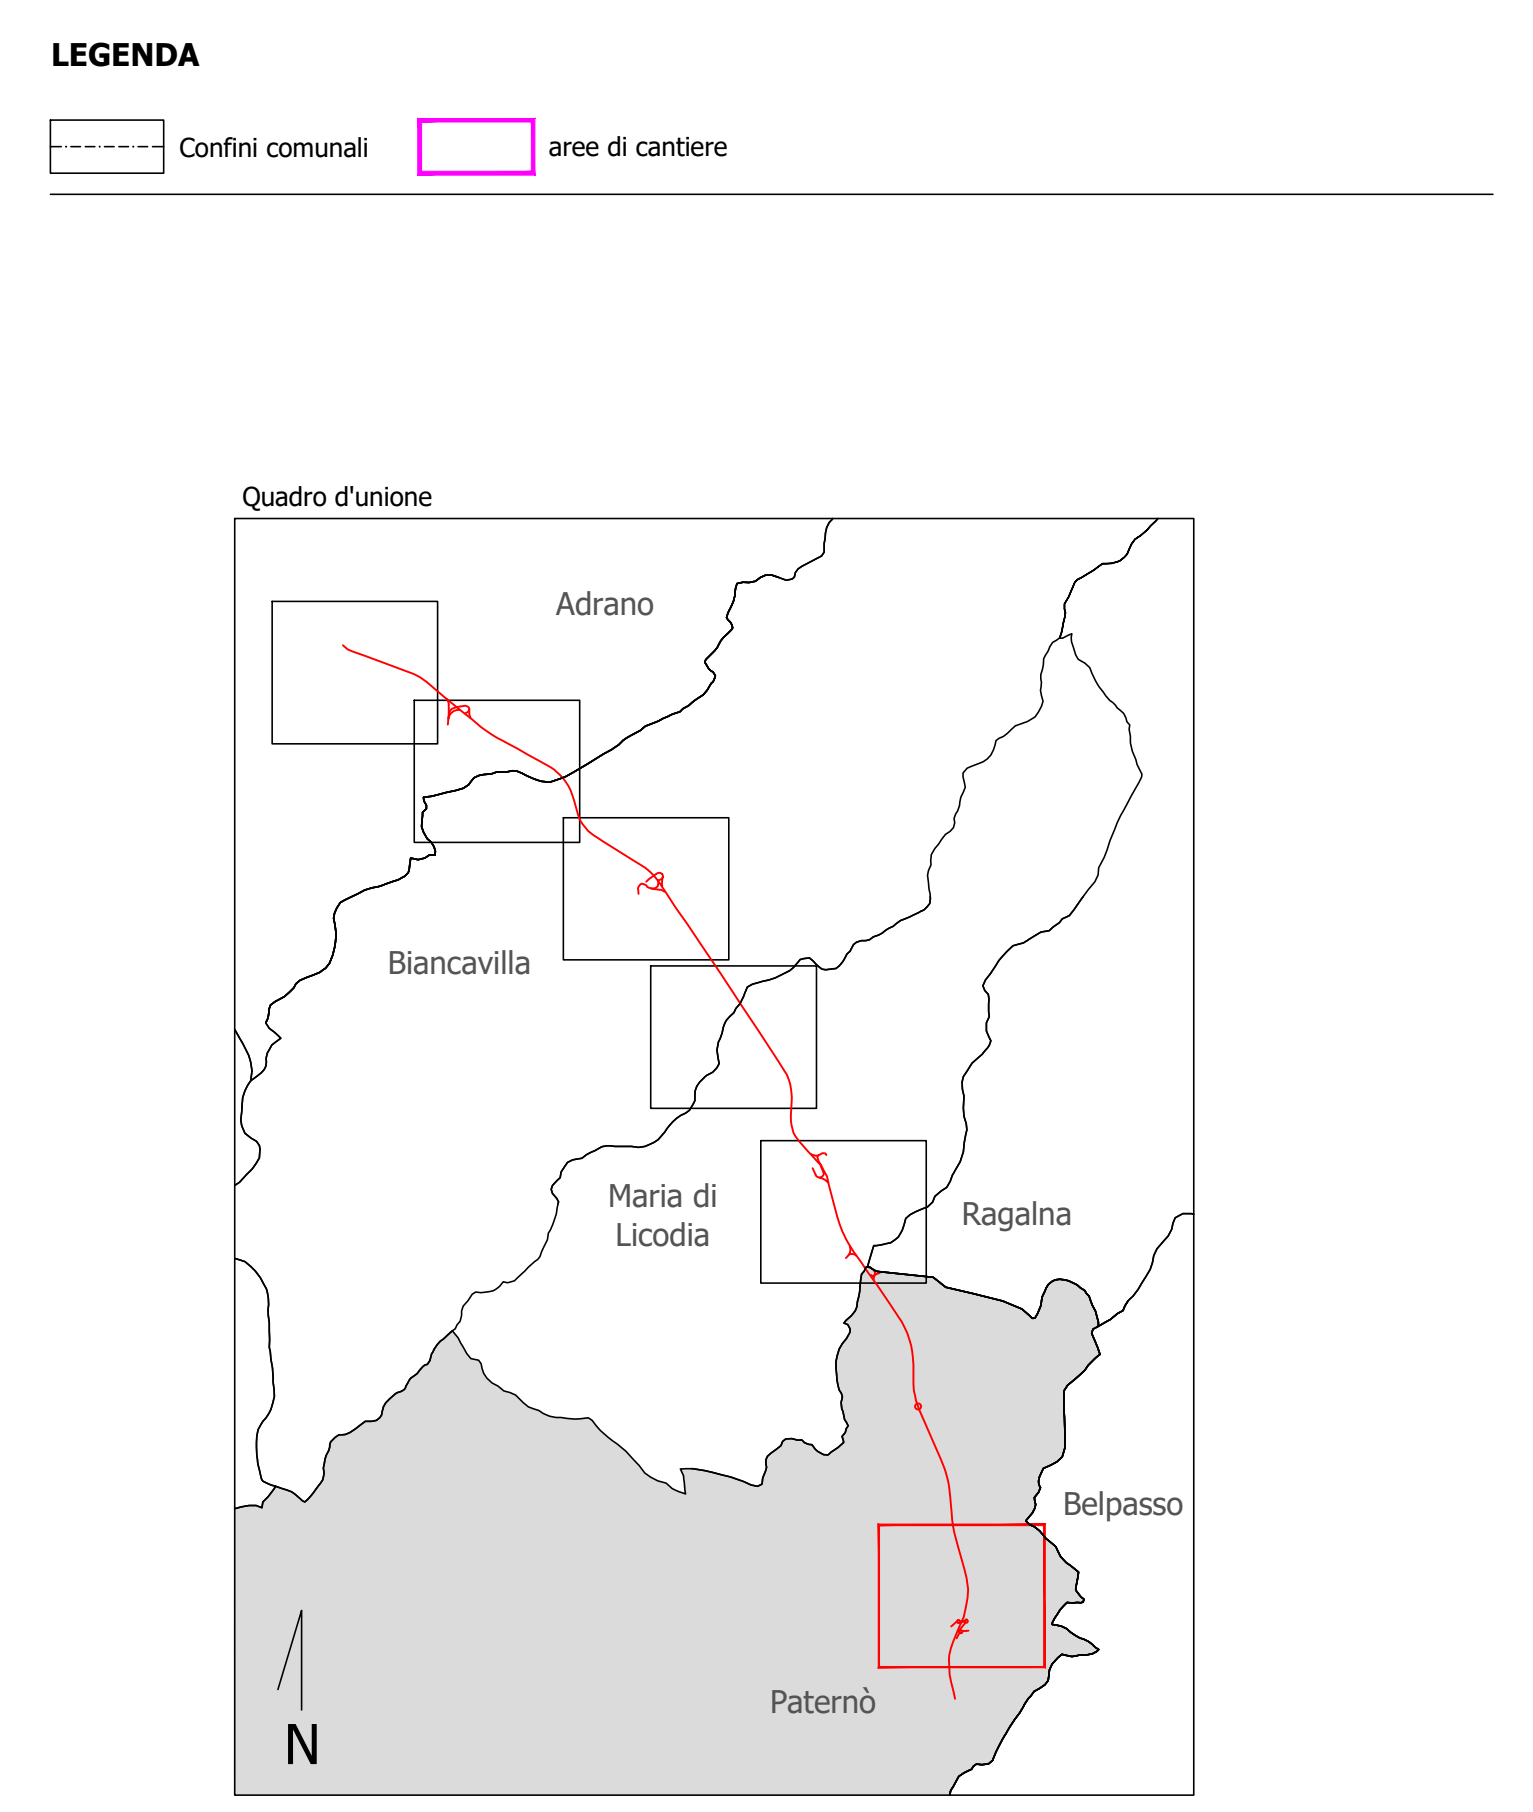 LEGENDA
Confini comunali
aree di cantiere
Quadro d'unione
Adrano
Biancavilla
Maria di
Licodia
Ragalna
Belpasso
Paternò
N